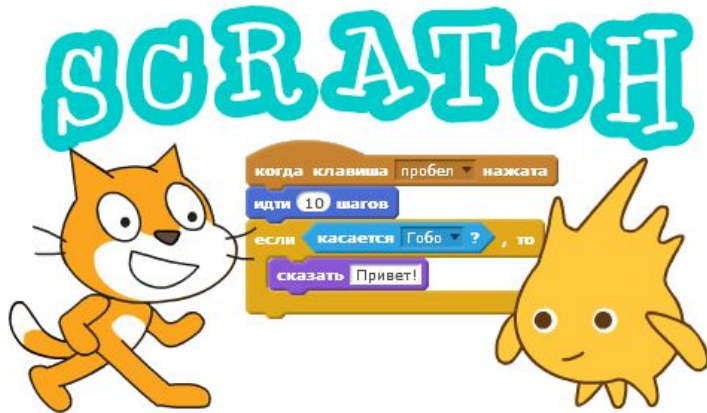 SCRATCH
когда клавиша пробел нажата
идти 10 шагов
если касается Гобо ? , то
сказать Привет!